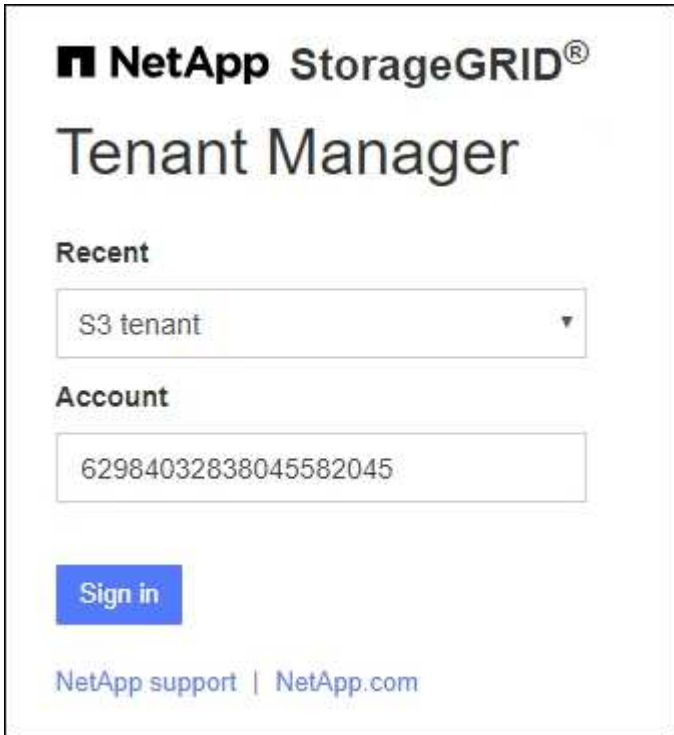 NetApp StorageGRID®
Tenant Manager
Recent
S3 tenant
Account
62984032838045582045
Sign in
NetApp support | NetApp.com